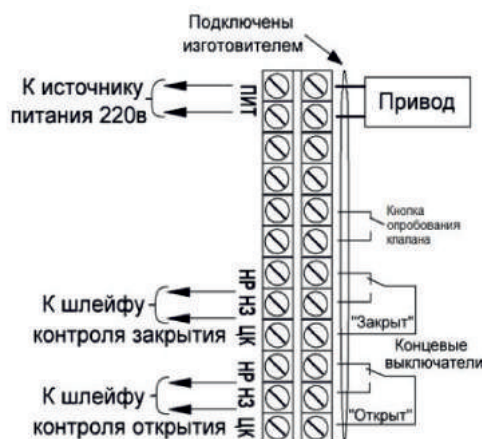 Подключены
изготовителем
К источнику
питания 220в
ПИТ
Привод
Кнопка
опробования
клапана
К шлейфу
контроля закрытия
НР
НЗ
ЦК
"Закрыт"
Концевые
выключатели
К шлейфу
контроля открытия
НР
НЗ
ЦК
"Открыт"